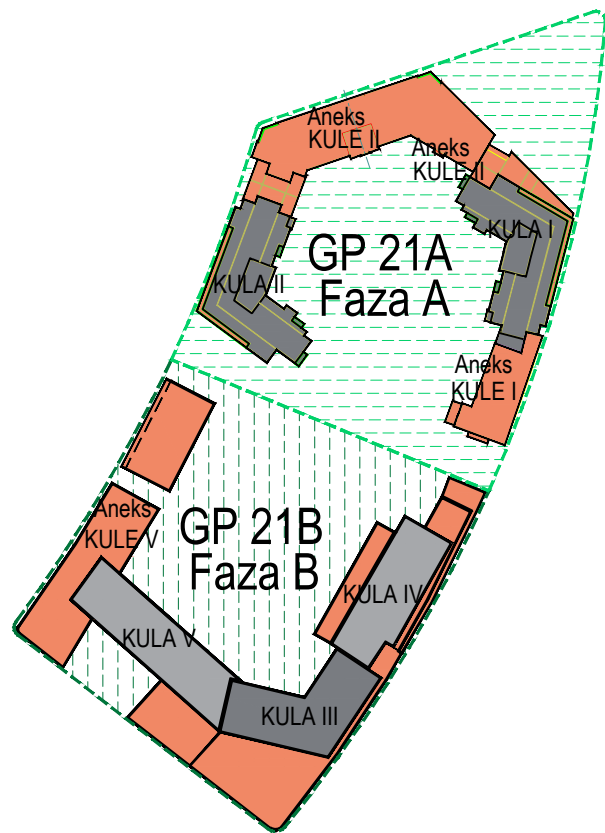 Aneks
KULE II
Aneks
KULE II
KULA I
GP 21A
Faza A
KULA II
Aneks
KULE I
Aneks
KULE V
GP 21B
Faza B
KULA IV
KULA V
KULA III